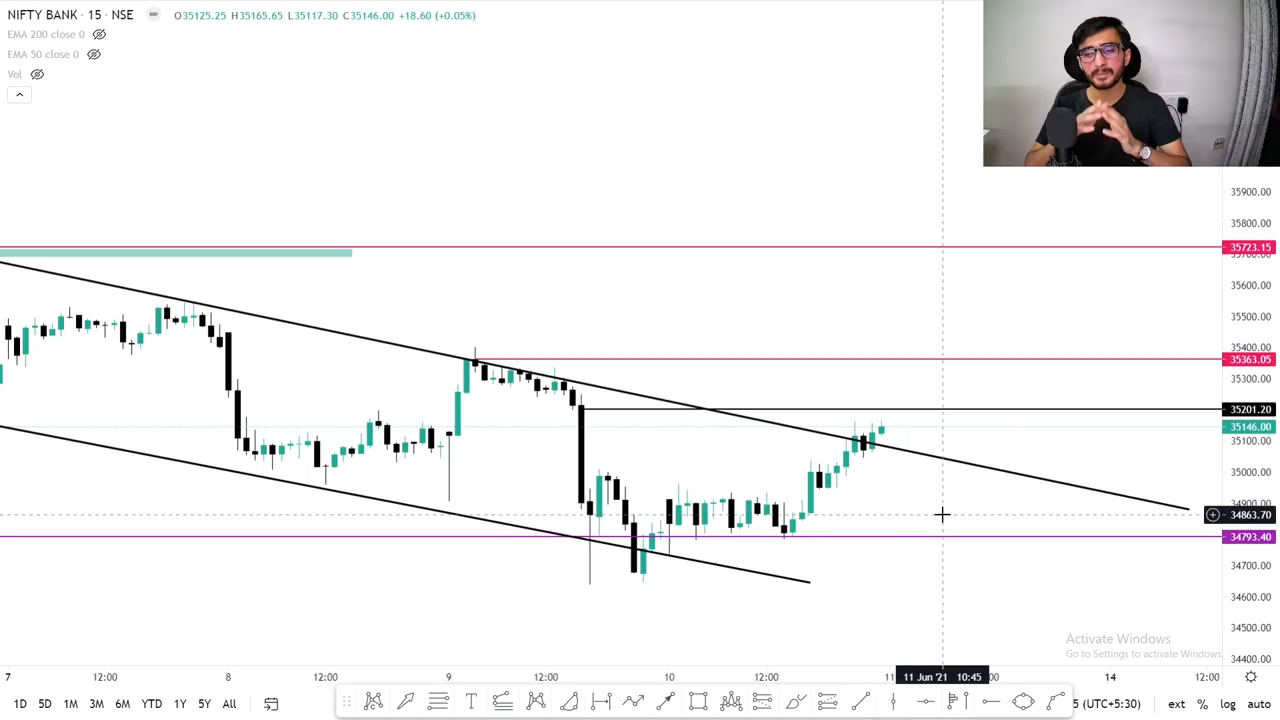 NIFTY BANK · 15 · NSE O35125.25 H35165.65 L35117.30 C35146.00 +18.60 (+0.05%)
EMA 200 close 0
EMA 50 close 0
Vol
35900.00
35800.00
35723.15
35600.00
35500.00
35400.00
35363.05
35300.00
35201.20
35146.00
35100.00
35000.00
34863.70
34793.40
34700.00
34600.00
34500.00
34400.00
Activate Windows
Go to Settings to activate Windows.
7 12:00 8 12:00 9 12:00 10 12:00 11 11 Jun '21 10:45 14 12:00
1D 5D 1M 3M 6M YTD 1Y 5Y All
(UTC+5:30) ext % log auto